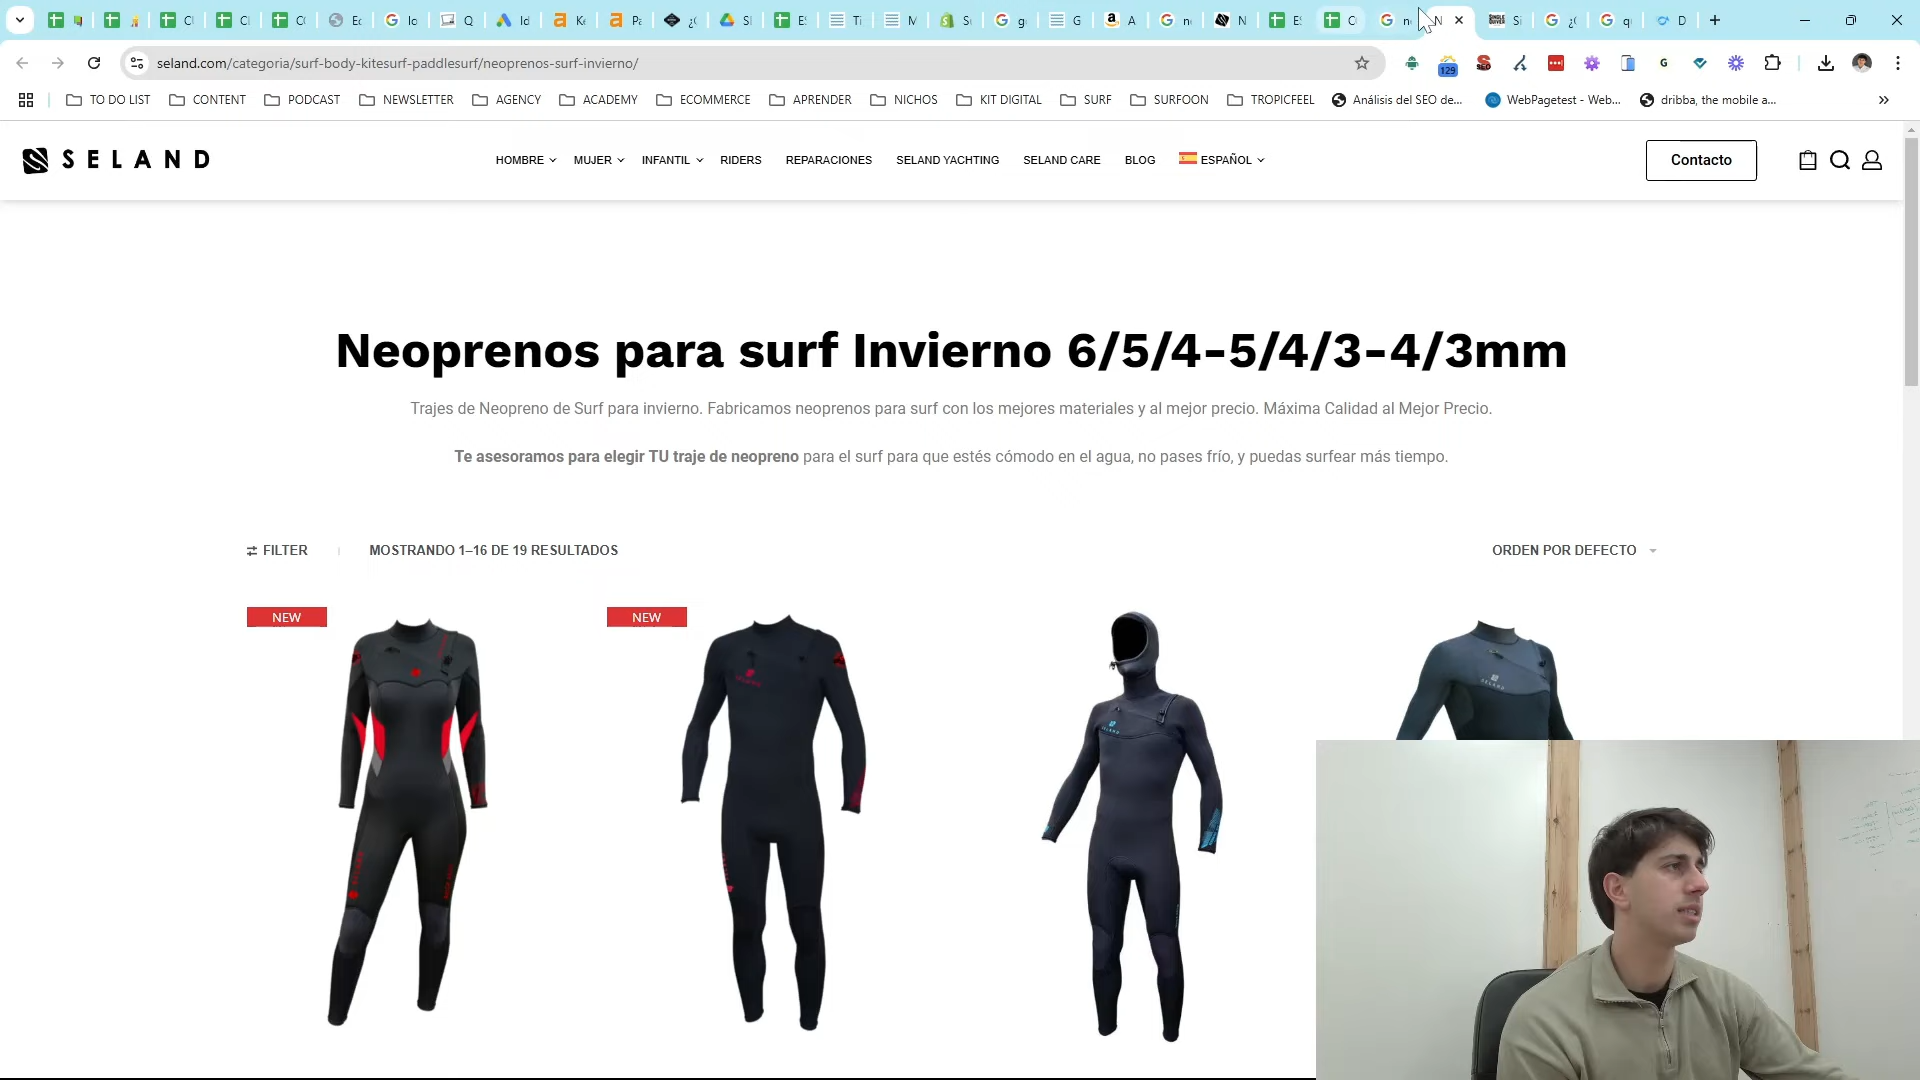 seland.com/categoria/surf-body-kitesurf-paddlesurf/neoprenos-surf-invierno/
129
SEO
G
TO DO LIST
CONTENT
PODCAST
NEWSLETTER
AGENCY
ACADEMY
ECOMMERCE
APRENDER
NICHOS
KIT DIGITAL
SURF
SURFOON
TROPICFEEL
Análisis del SEO de...
WebPagetest - Web...
dribba, the mobile a...
SELAND
HOMBRE
MUJER
INFANTIL
RIDERS
REPARACIONES
SELAND YACHTING
SELAND CARE
BLOG
ESPAÑOL
Contacto
Neoprenos para surf Invierno 6/5/4-5/4/3-4/3mm
Trajes de Neopreno de Surf para invierno. Fabricamos neoprenos para surf con los mejores materiales y al mejor precio. Máxima Calidad al Mejor Precio.
Te asesoramos para elegir TU traje de neopreno para el surf para que estés cómodo en el agua, no pases frío, y puedas surfear más tiempo.
FILTER
MOSTRANDO 1–16 DE 19 RESULTADOS
ORDEN POR DEFECTO
NEW
NEW